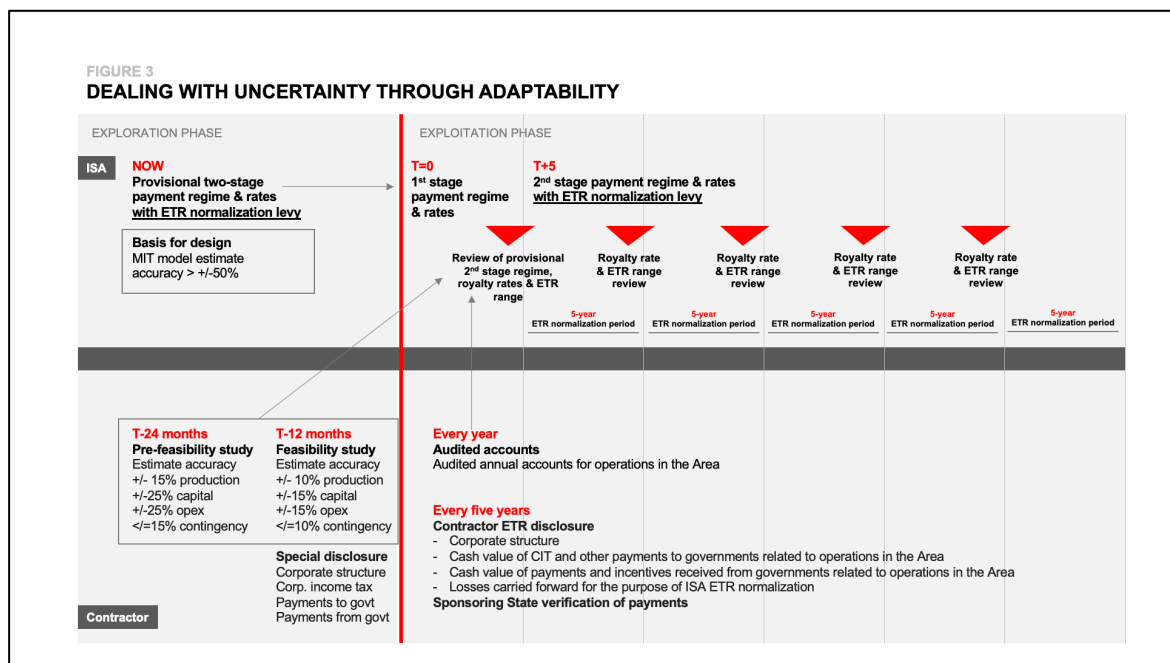 FIGURE 3
DEALING WITH UNCERTAINTY THROUGH ADAPTABILITY
EXPLORATION PHASE
EXPLOITATION PHASE
ISA
NOW
Provisional two-stage
payment regime & rates
with ETR normalization levy
Basis for design
MIT model estimate
accuracy > +/-50%
T=0
1st stage
payment regime
& rates
T+5
2nd stage payment regime & rates
with ETR normalization levy
Review of provisional
2nd stage regime,
royalty rates & ETR
range
Royalty rate
& ETR range
review
Royalty rate
& ETR range
review
Royalty rate
& ETR range
review
Royalty rate
& ETR range
review
5-year
ETR normalization period
5-year
ETR normalization period
5-year
ETR normalization period
5-year
ETR normalization period
5-year
ETR normalization period
T-24 months
Pre-feasibility study
Estimate accuracy
+/- 15% production
+/-25% capital
+/-25% opex
</=15% contingency
T-12 months
Feasibility study
Estimate accuracy
+/- 10% production
+/-15% capital
+/-15% opex
</=10% contingency
Special disclosure
Corporate structure
Corp. income tax
Payments to govt
Payments from govt
Every year
Audited accounts
Audited annual accounts for operations in the Area
Every five years
Contractor ETR disclosure
- Corporate structure
- Cash value of CIT and other payments to governments related to operations in the Area
- Cash value of payments and incentives received from governments related to operations in the Area
- Losses carried forward for the purpose of ISA ETR normalization
Sponsoring State verification of payments
Contractor